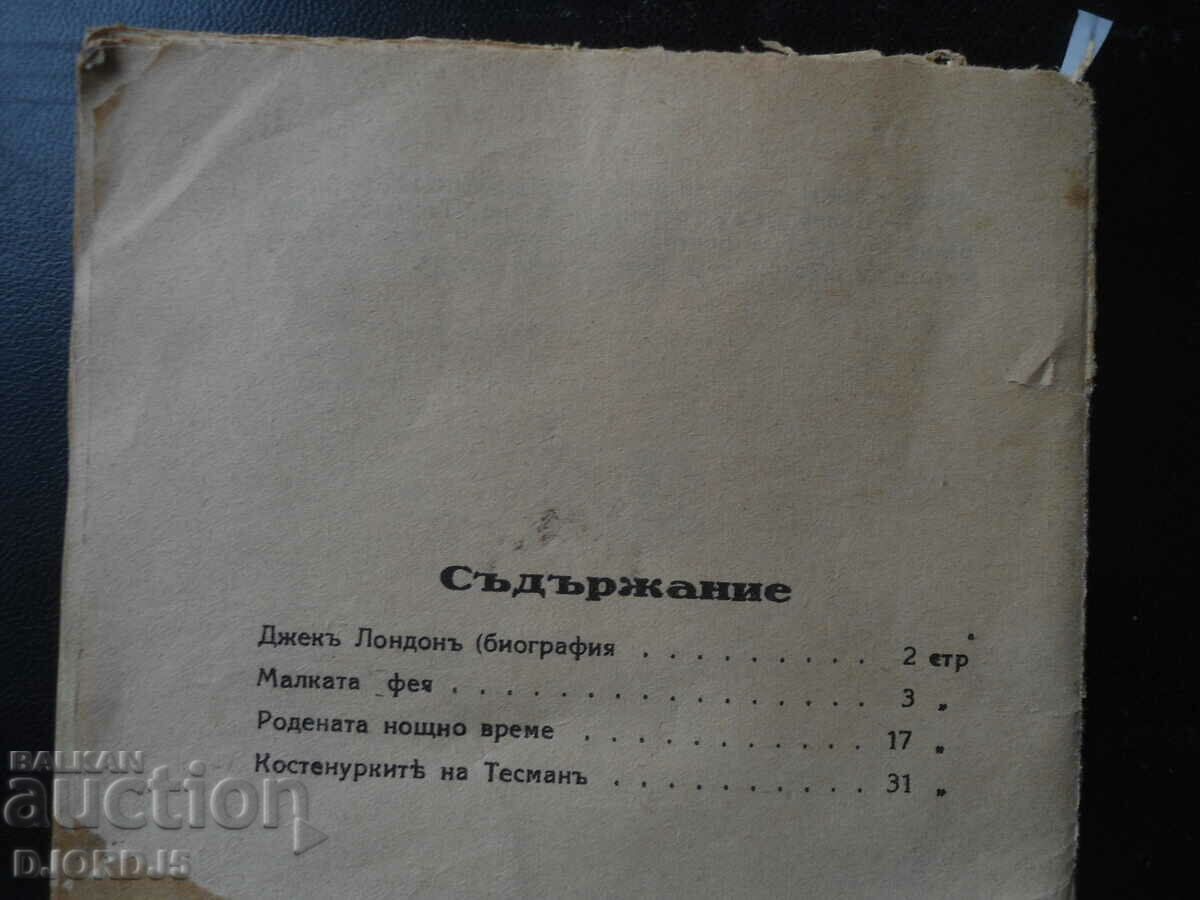 Съдържание
Джекъ Лондонъ (биография . . . . . . . . . 2 стр
Малката фея . . . . . . . . . . . . . . 3 „
Родената нощно време . . . . . . . . . . . 17 „
Костенуркитѣ на Тесманъ . . . . . . . . . . 31 „
BALKAN
auction
DJORDJ5